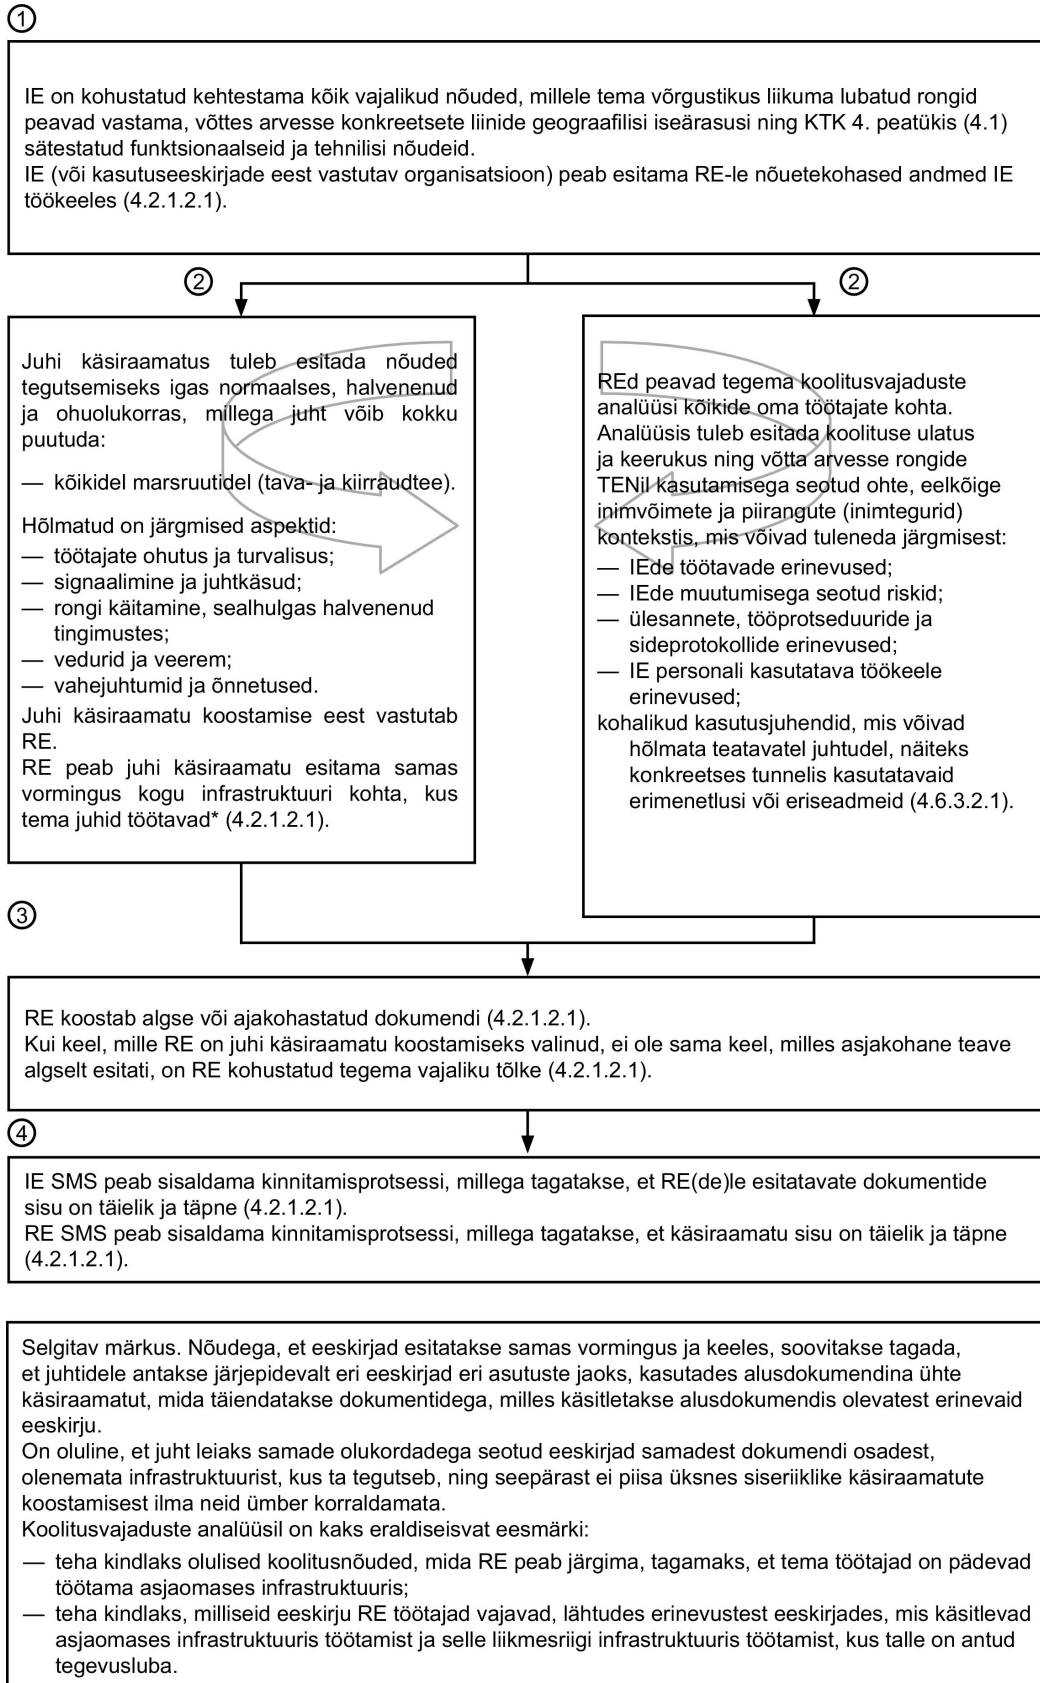 1
IE on kohustatud kehtestama kõik vajalikud nõuded, millele tema võrgustikus liikuma lubatud rongid
peavad vastama, võttes arvesse konkreetsete liinide geograafilisi iseärasusi ning KTK 4. peatükis (4.1)
sätestatud funktsionaalseid ja tehnilisi nõudeid.
IE (või kasutuseeskirjade eest vastutav organisatsioon) peab esitama RE-le nõuetekohased andmed IE
töökeeles (4.2.1.2.1).
2
Juhi käsiraamatus tuleb esitada nõuded
tegutsemiseks igas normaalses, halvenenud
ja ohuolukorras, millega juht võib kokku
puutuda:
— kõikidel marsruutidel (tava- ja kiirraudtee).
Hõlmatud on järgmised aspektid:
— töötajate ohutus ja turvalisus;
— signaalimine ja juhtkäsud;
— rongi käitamine, sealhulgas halvenenud
tingimustes;
— vedurid ja veerem;
— vahejuhtumid ja õnnetused.
Juhi käsiraamatu koostamise eest vastutab
RE.
RE peab juhi käsiraamatu esitama samas
vormingus kogu infrastruktuuri kohta, kus
tema juhid töötavad* (4.2.1.2.1).
2
REd peavad tegema koolitusvajaduste
analüüsi kõikide oma töötajate kohta.
Analüüsis tuleb esitada koolituse ulatus
ja keerukus ning võtta arvesse rongide
TENil kasutamisega seotud ohte, eelkõige
inimvõimete ja piirangute (inimtegurid)
kontekstis, mis võivad tuleneda järgmisest:
— IEde töötavade erinevused;
— IEde muutumisega seotud riskid;
— ülesannete, tööprotseduuride ja
sideprotokollide erinevused;
— IE personali kasutatava töökeele
erinevused;
kohalikud kasutusjuhendid, mis võivad
hõlmata teatavatel juhtudel, näiteks
konkreetses tunnelis kasutatavaid
erimenetlusi või eriseadmeid (4.6.3.2.1).
3
RE koostab algse või ajakohastatud dokumendi (4.2.1.2.1).
Kui keel, mille RE on juhi käsiraamatu koostamiseks valinud, ei ole sama keel, milles asjakohane teave
algselt esitati, on RE kohustatud tegema vajaliku tõlke (4.2.1.2.1).
4
IE SMS peab sisaldama kinnitamisprotsessi, millega tagatakse, et RE(de)le esitatavate dokumentide
sisu on täielik ja täpne (4.2.1.2.1).
RE SMS peab sisaldama kinnitamisprotsessi, millega tagatakse, et käsiraamatu sisu on täielik ja täpne
(4.2.1.2.1).
Selgitav märkus. Nõudega, et eeskirjad esitatakse samas vormingus ja keeles, soovitakse tagada,
et juhtidele antakse järjepidevalt eri eeskirjad eri asutuste jaoks, kasutades alusdokumendina ühte
käsiraamatut, mida täiendatakse dokumentidega, milles käsitletakse alusdokumendis olevatest erinevaid
eeskirju.
On oluline, et juht leiaks samade olukordadega seotud eeskirjad samadest dokumendi osadest,
olenemata infrastruktuurist, kus ta tegutseb, ning seepärast ei piisa üksnes siseriiklike käsiraamatute
koostamisest ilma neid ümber korraldamata.
Koolitusvajaduste analüüsil on kaks eraldiseisvat eesmärki:
— teha kindlaks olulised koolitusnõuded, mida RE peab järgima, tagamaks, et tema töötajad on pädevad
töötama asjaomases infrastruktuuris;
— teha kindlaks, milliseid eeskirju RE töötajad vajavad, lähtudes erinevustest eeskirjades, mis käsitlevad
asjaomases infrastruktuuris töötamist ja selle liikmesriigi infrastruktuuris töötamist, kus talle on antud
tegevusluba.